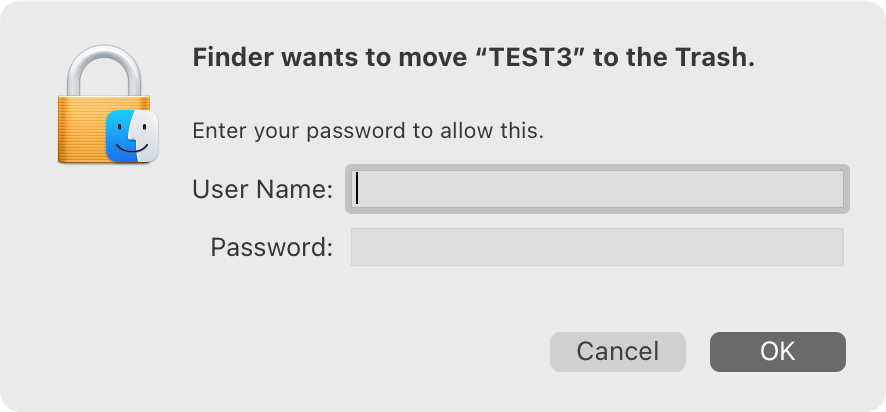 Finder wants to move “TEST3” to the Trash.
Enter your password to allow this.
User Name:
Password:
Cancel OK